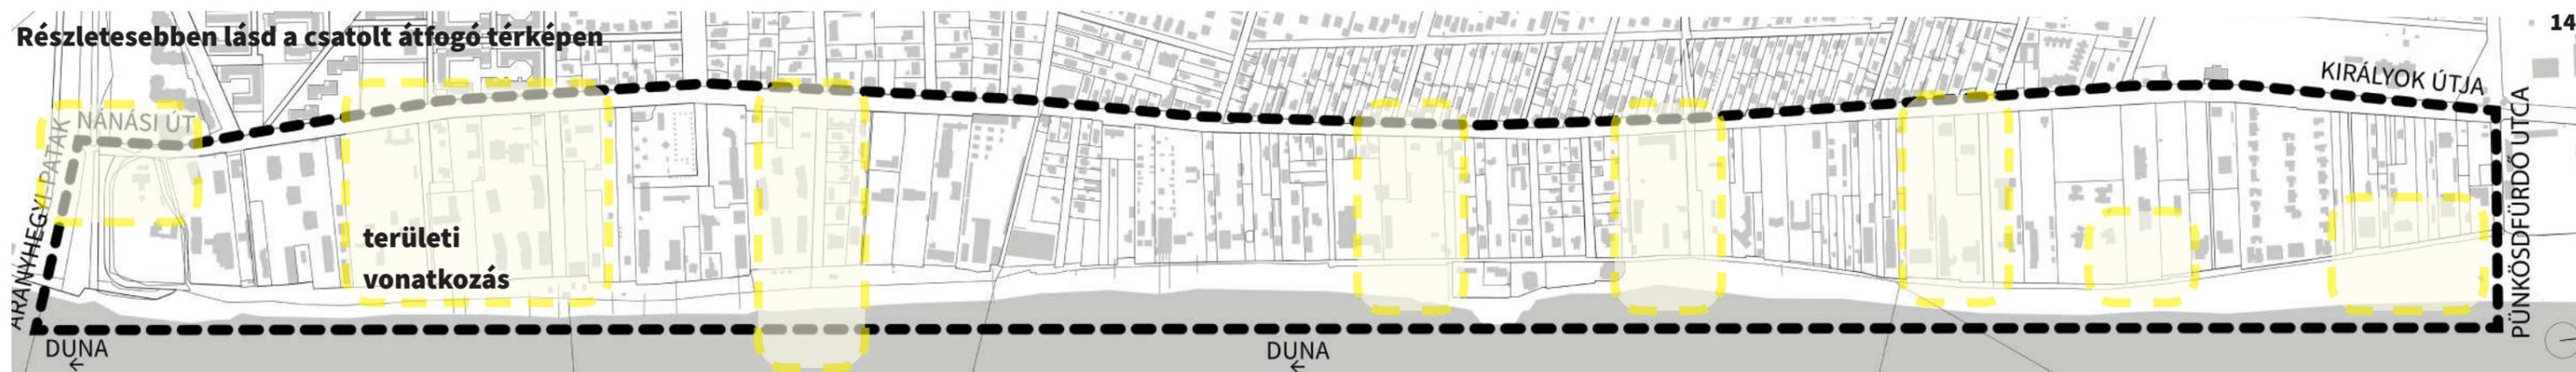 Részletesebben lásd a csatolt átfogó térképen
14
KIRÁLYOK ÚTJA
NÁNÁSI ÚT
ARANYHEGYI PATAK
PÜNKÖSDFÜRDŐ UTCA
területi
vonatkozás
DUNA
←
DUNA
←